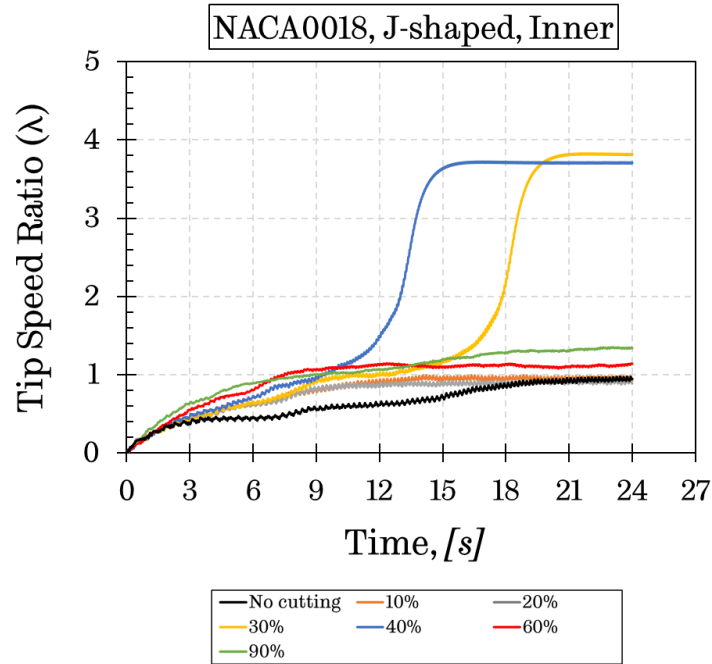 NACA0018, J-shaped, Inner
5
4
3
2
1
0
Tip Speed Ratio (λ)
0 3 6 9 12 15 18 21 24 27
Time, [s]
No cutting 10% 20%
30% 40% 60%
90%